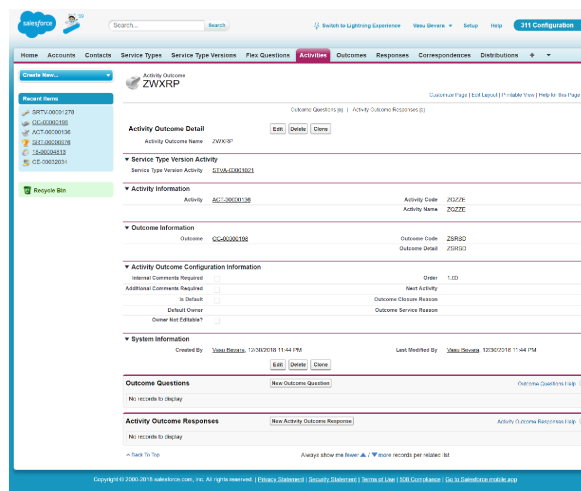 salesforce
Search...
Search
Switch to Lightning Experience
Vasu Bevara
Setup
Help
311 Configuration
Home Accounts Contacts Service Types Service Type Versions Flex Questions Activities Outcomes Responses Correspondences Distributions +
Create New...
Recent Items
SRTV-00001278
OC-00000198
ACT-00000136
SRT-00000976
18-00004813
CE-00032031
Recycle Bin
Activity Outcome
ZWXRP
Customize Page | Edit Layout | Printable View | Help for this Page
Outcome Questions [0] | Activity Outcome Responses [0]
Activity Outcome Detail
Edit Delete Clone
Activity Outcome Name ZWXRP
Service Type Version Activity
Service Type Version Activity STVA-00001021
Activity Information
Activity ACT-00000136
Activity Code ZQZZE
Activity Name ZQZZE
Outcome Information
Outcome OC-00000198
Outcome Code ZSRSD
Outcome Detail ZSRSD
Activity Outcome Configuration Information
Internal Comments Required
Order 1.00
Additional Comments Required
Next Activity
Is Default
Outcome Closure Reason
Default Owner
Outcome Service Reason
Owner Not Editable?
System Information
Created By Vasu Bevara, 12/30/2018 11:44 PM
Last Modified By Vasu Bevara, 12/30/2018 11:44 PM
Edit Delete Clone
Outcome Questions
New Outcome Question
Outcome Questions Help
No records to display
Activity Outcome Responses
New Activity Outcome Response
Activity Outcome Responses Help
No records to display
Back To Top
Always show me fewer / more records per related list
Copyright © 2000-2018 salesforce.com, inc. All rights reserved. | Privacy Statement | Security Statement | Terms of Use | 508 Compliance | Go to Salesforce mobile app